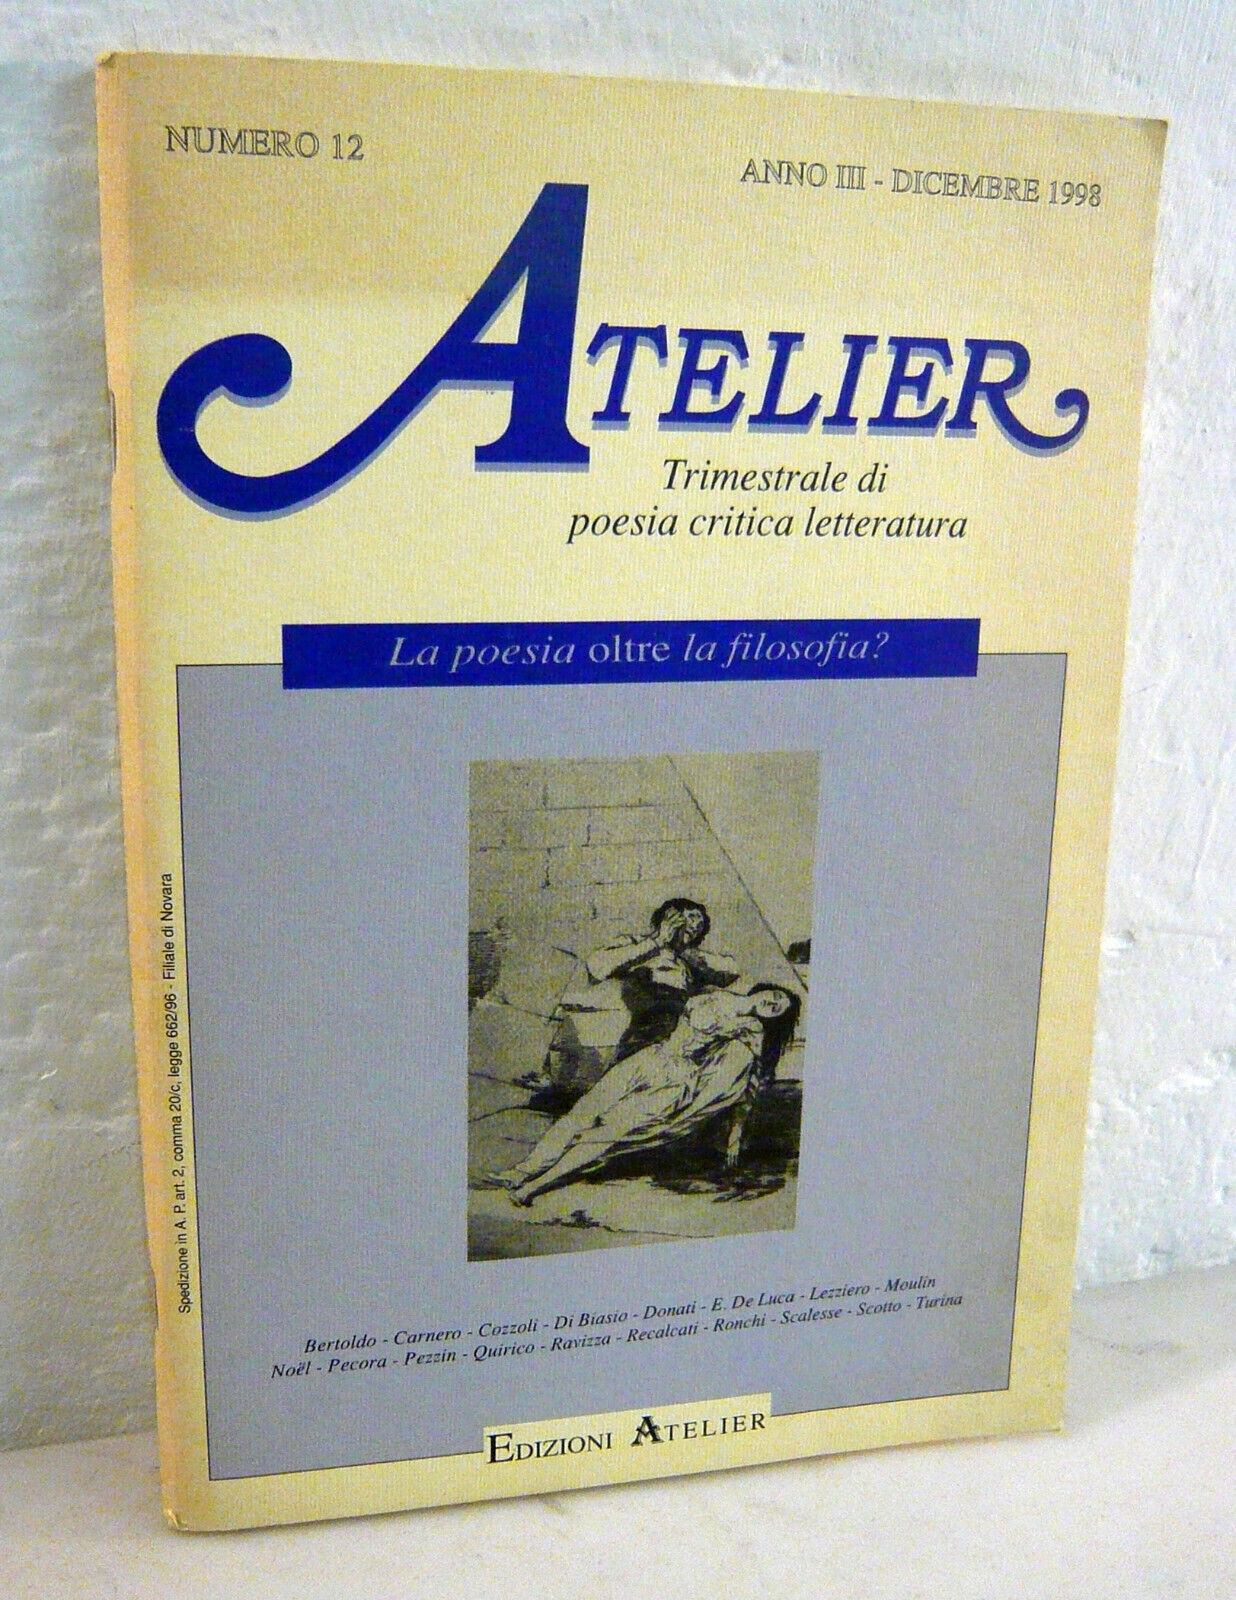 NUMERO 12
ANNO III - DICEMBRE 1998
ATELIER
Trimestrale di
poesia critica letteratura
La poesia oltre la filosofia?
Spedizione in A. P. art. 2, comma 20/c, legge 662/96 - Filiale di Novara
Bertoldo - Carnero - Cozzoli - Di Biasio - Donati - E. De Luca - Lezziero - Moulin
Noël - Pecora - Pezzin - Quirico - Ravizza - Recalcati - Ronchi - Scalesse - Scotto - Turina
EDIZIONI ATELIER